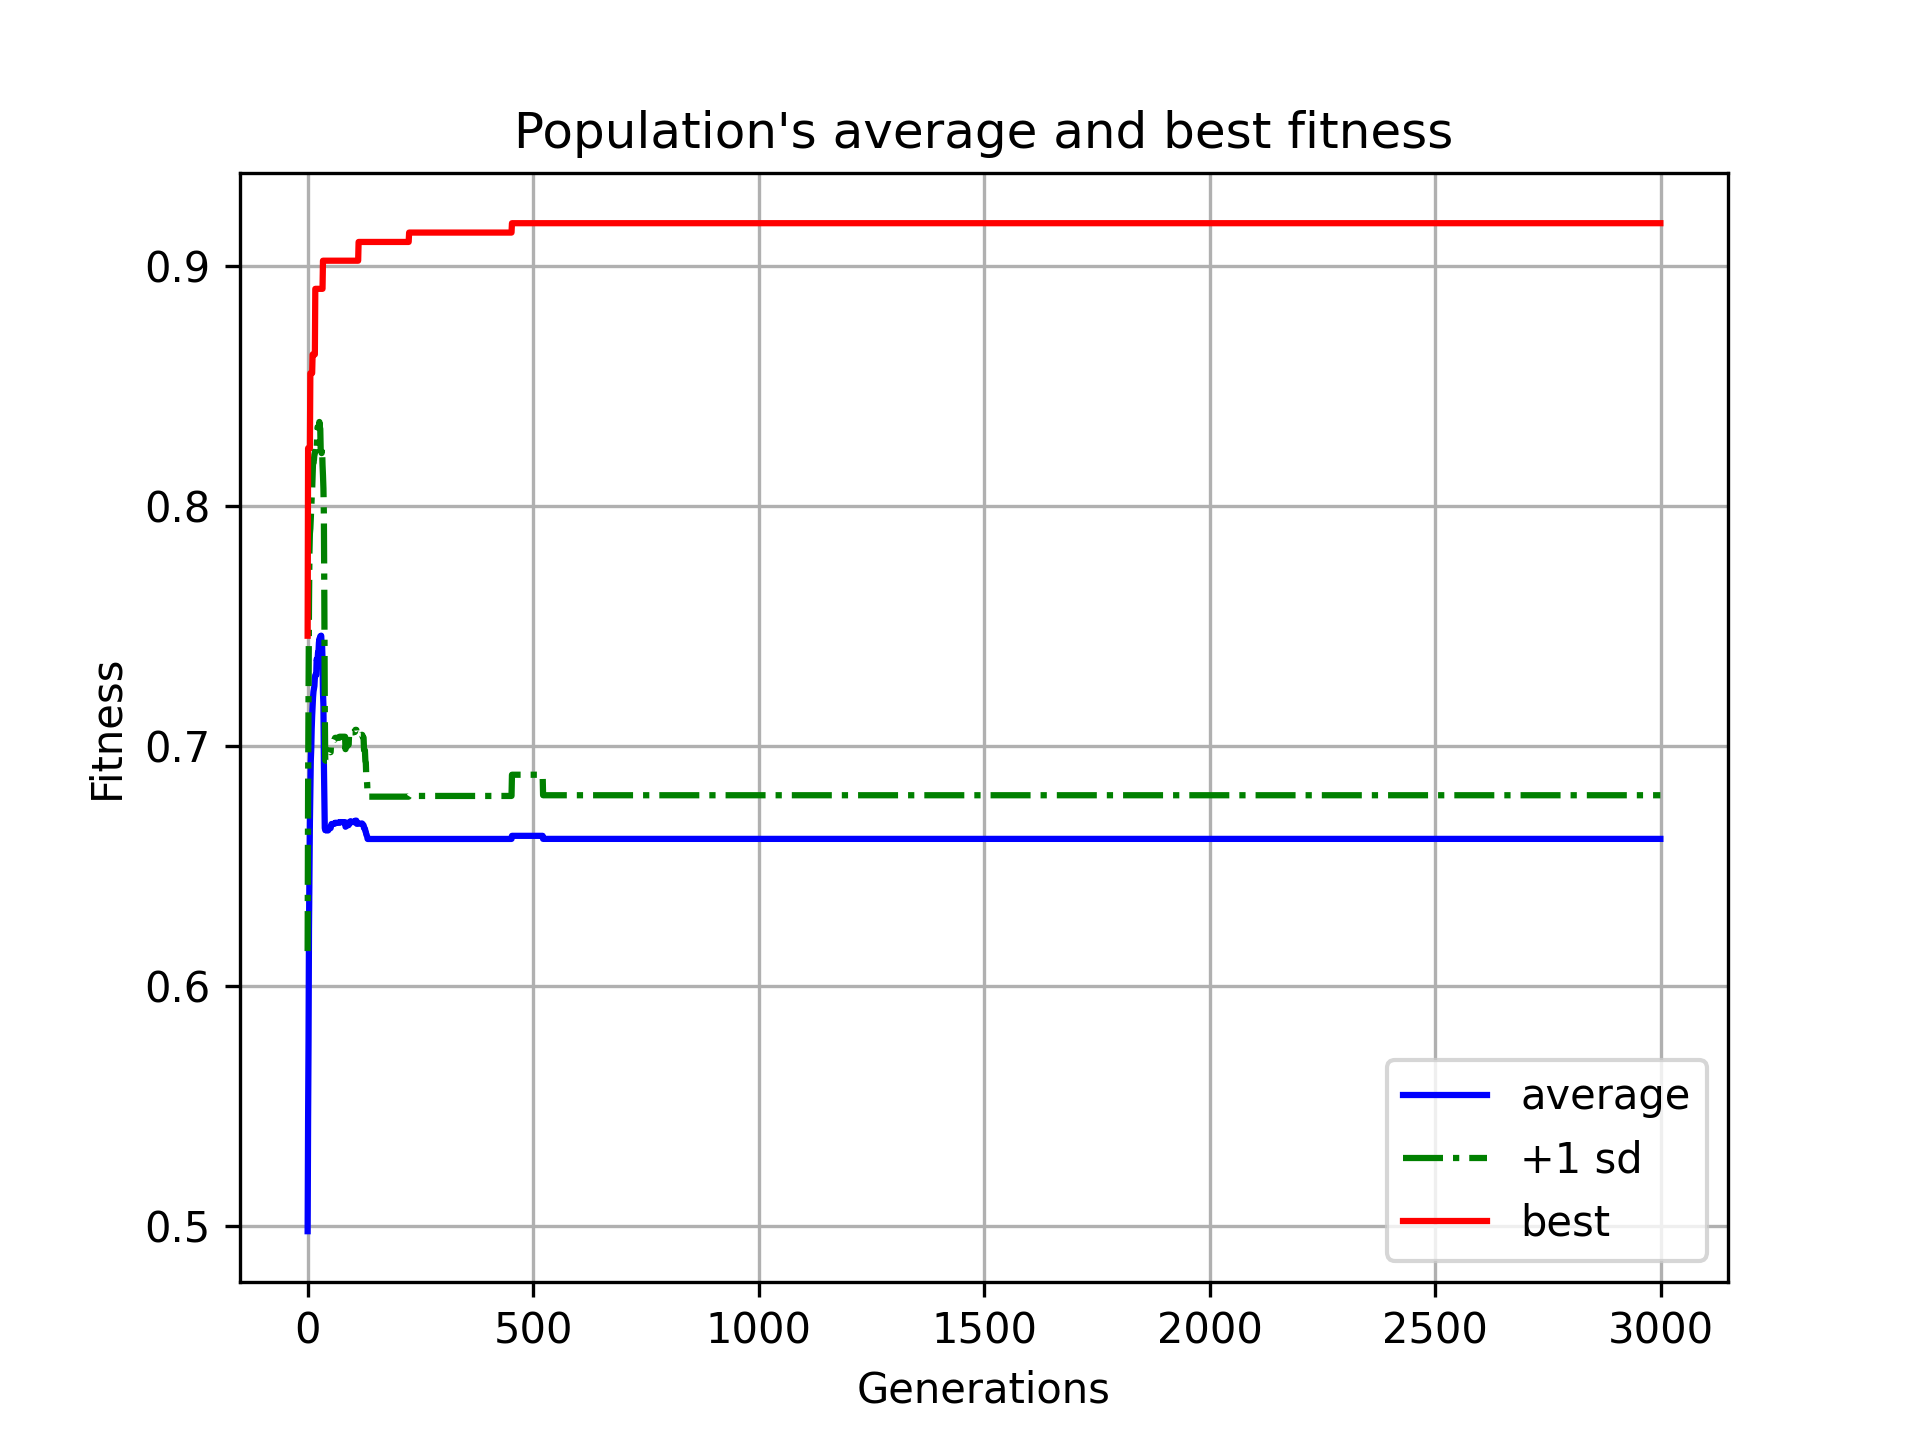 Population's average and best fitness
Fitness
0.9
0.8
0.7
0.6
0.5
0 500 1000 1500 2000 2500 3000
Generations
average
+1 sd
best